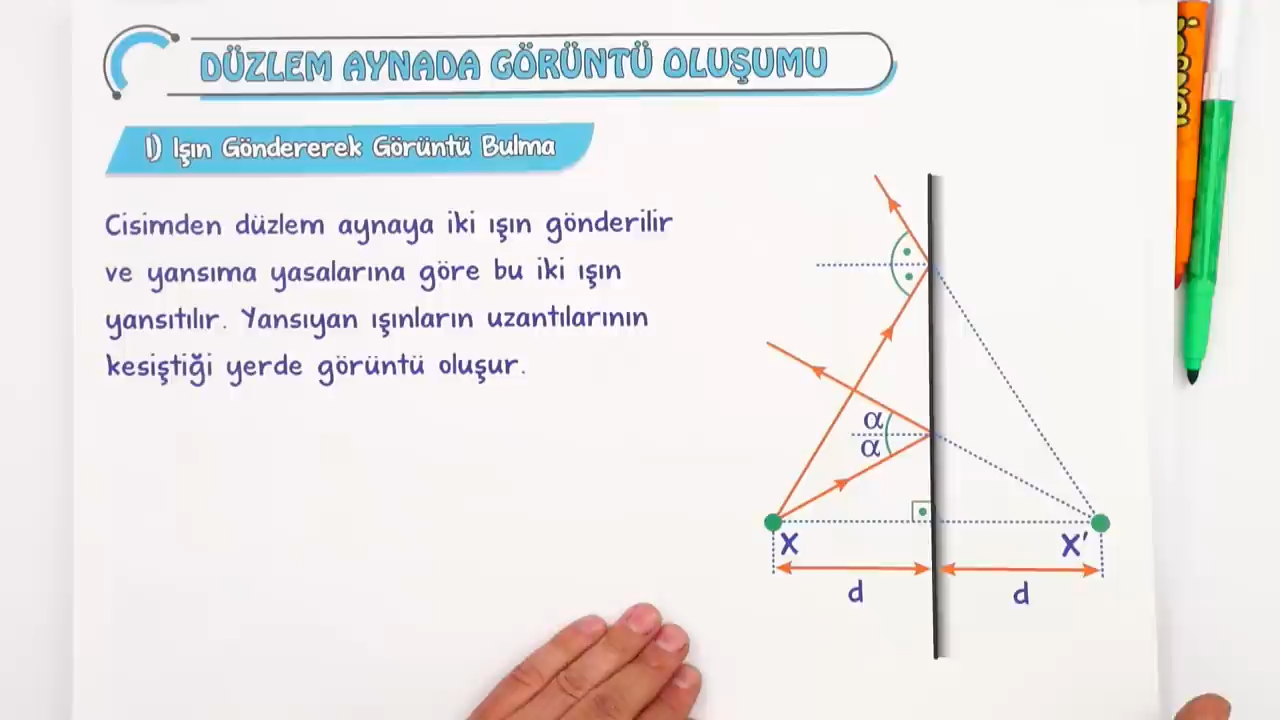 DÜZLEM AYNADA GÖRÜNTÜ OLUŞUMU
1) Işın Göndererek Görüntü Bulma
Cisimden düzlem aynaya iki ışın gönderilir
ve yansıma yasalarına göre bu iki ışın
yansıtılır. Yansıyan ışınların uzantılarının
kesiştiği yerde görüntü oluşur.
α
α
X
X'
d
d